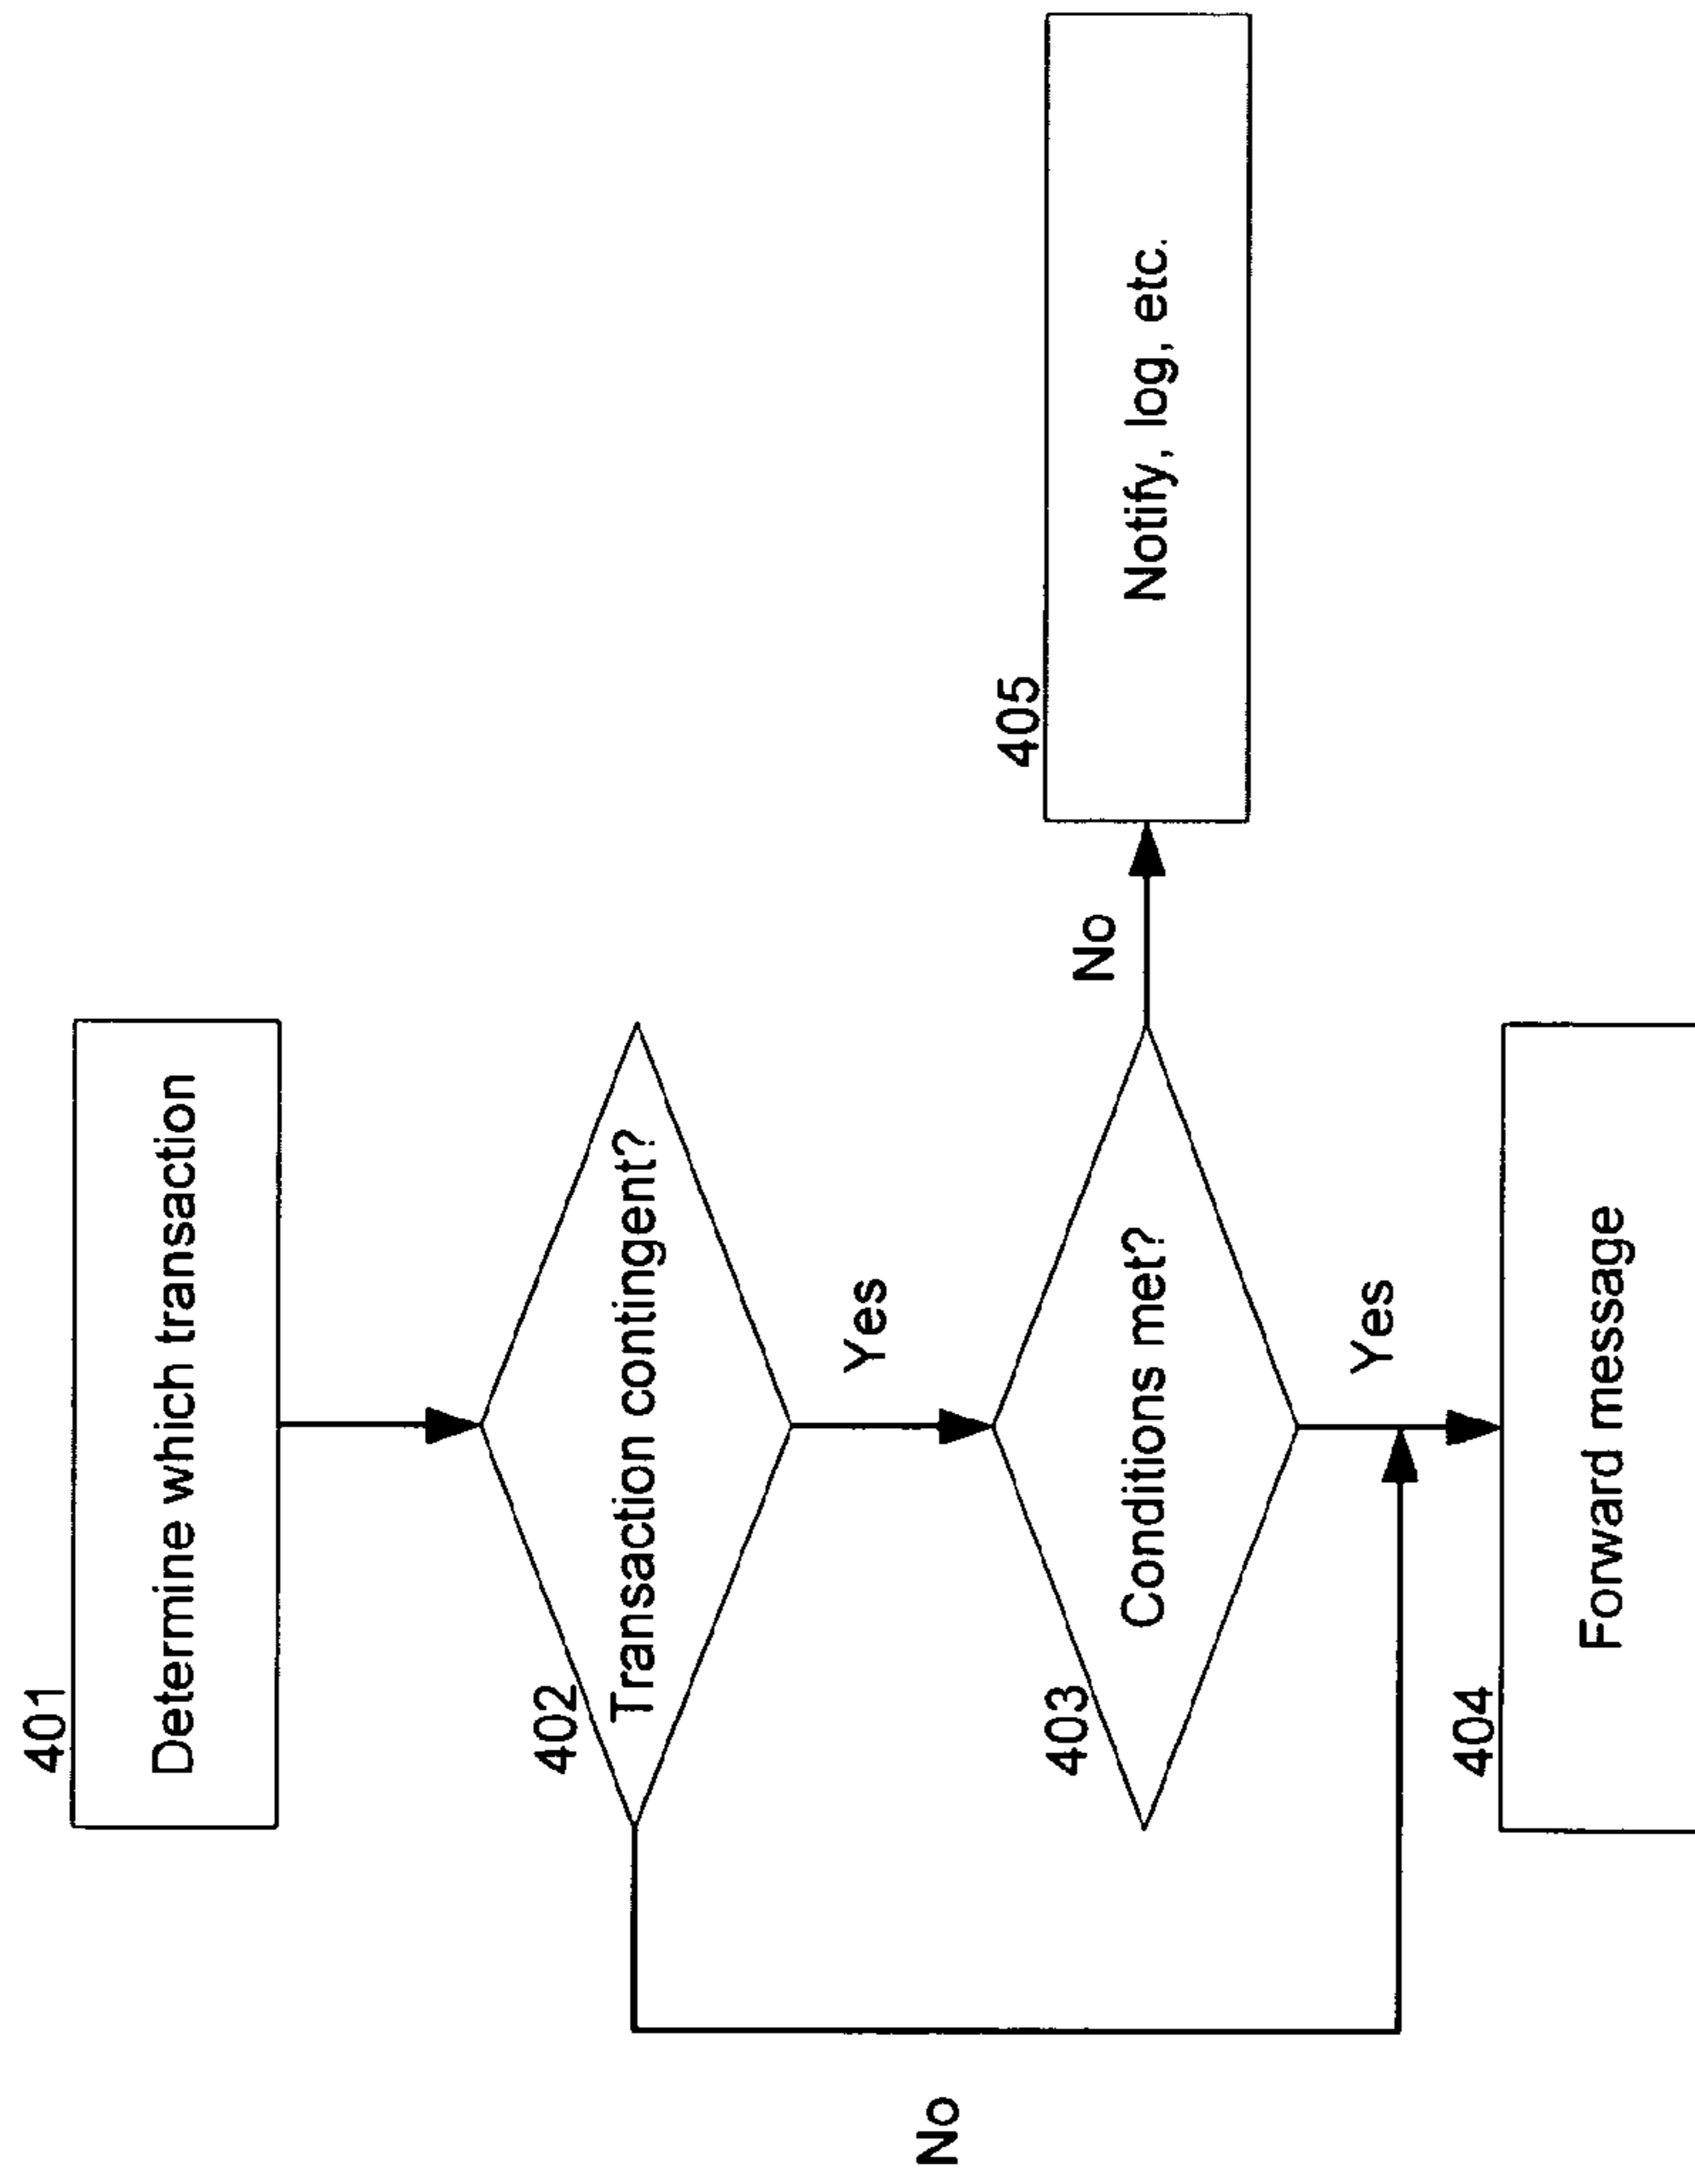 401
Determine which transaction
402
Transaction contingent?
No
Yes
403
Conditions met?
No
405
Notify, log, etc.
Yes
404
Forward message